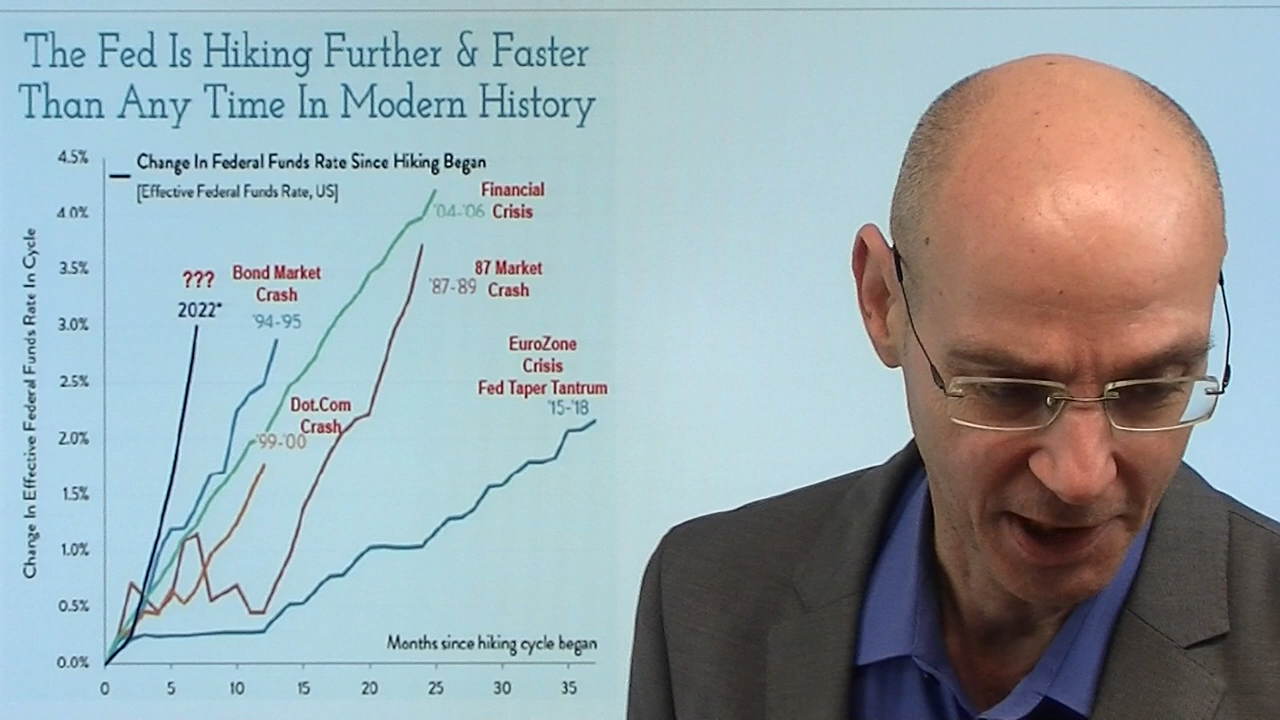 The Fed Is Hiking Further & Faster
Than Any Time In Modern History
Change In Effective Federal Funds Rate In Cycle
4.5%
4.0%
3.5%
3.0%
2.5%
2.0%
1.5%
1.0%
0.5%
0.0%
Change In Federal Funds Rate Since Hiking Began
[Effective Federal Funds Rate, US]
Financial
'04-'06 Crisis
???
2022*
Bond Market
Crash
'94-'95
87 Market
'87-89 Crash
EuroZone
Crisis
Fed Taper Tantrum
'15-'18
Dot.Com
Crash
'99-'00
Months since hiking cycle began
0 5 10 15 20 25 30 35